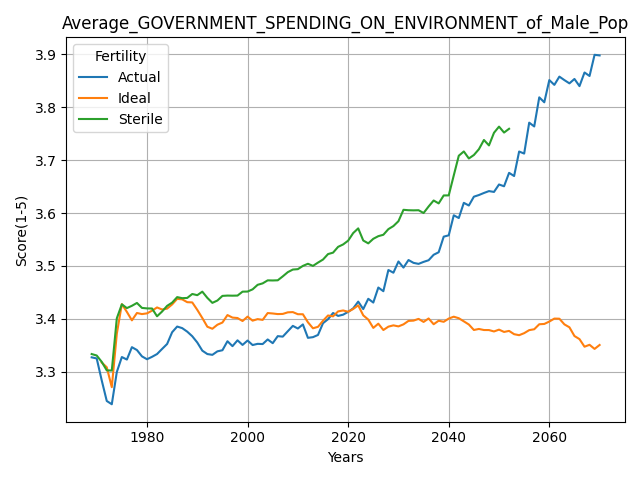 Average_GOVERNMENT_SPENDING_ON_ENVIRONMENT_of_Male_Pop
Fertility
Actual
Ideal
Sterile
3.9
3.8
3.7
3.6
3.5
3.4
3.3
Score(1-5)
1980 2000 2020 2040 2060
Years